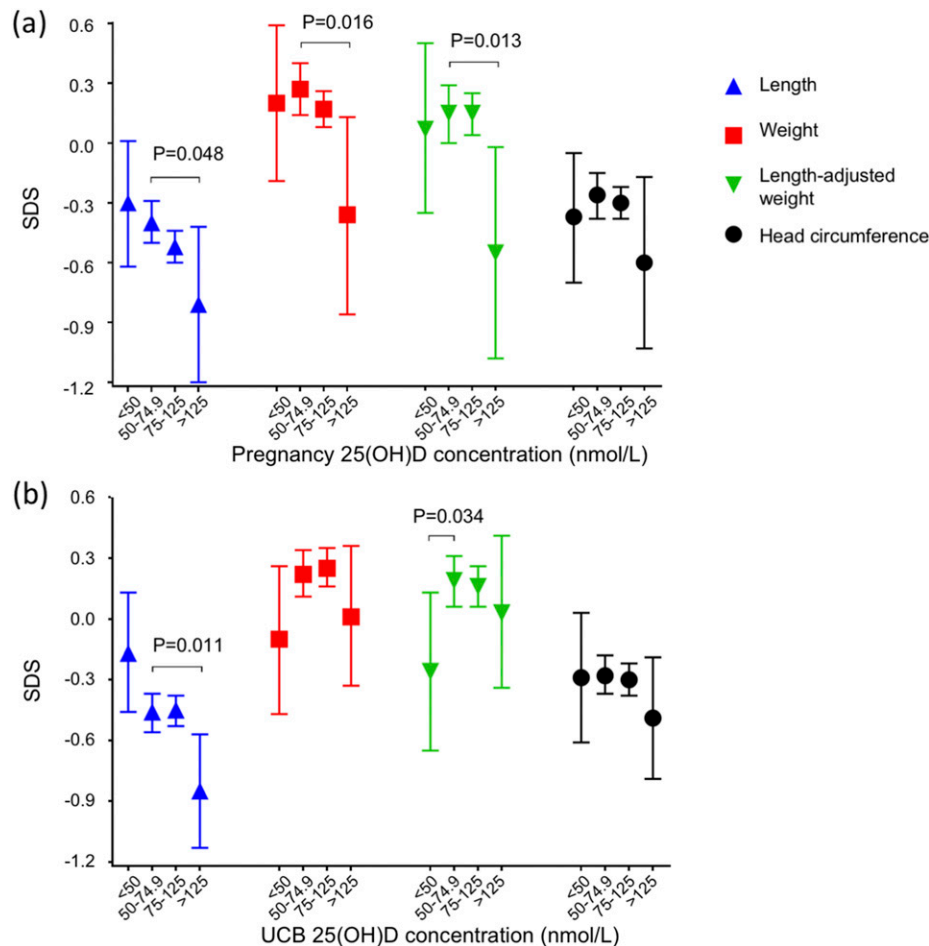 (a)
0.6
0.3
0.0
-0.3
-0.6
-0.9
-1.2
SDS
P=0.048
P=0.016
P=0.013
Length
Weight
Length-adjusted
weight
Head circumference
<50 50-74.9 75-125 >125 <50 50-74.9 75-125 >125 <50 50-74.9 75-125 >125 <50 50-74.9 75-125 >125
Pregnancy 25(OH)D concentration (nmol/L)
(b)
0.6
0.3
0.0
-0.3
-0.6
-0.9
-1.2
SDS
P=0.011
P=0.034
<50 50-74.9 75-125 >125 <50 50-74.9 75-125 >125 <50 50-74.9 75-125 >125 <50 50-74.9 75-125 >125
UCB 25(OH)D concentration (nmol/L)